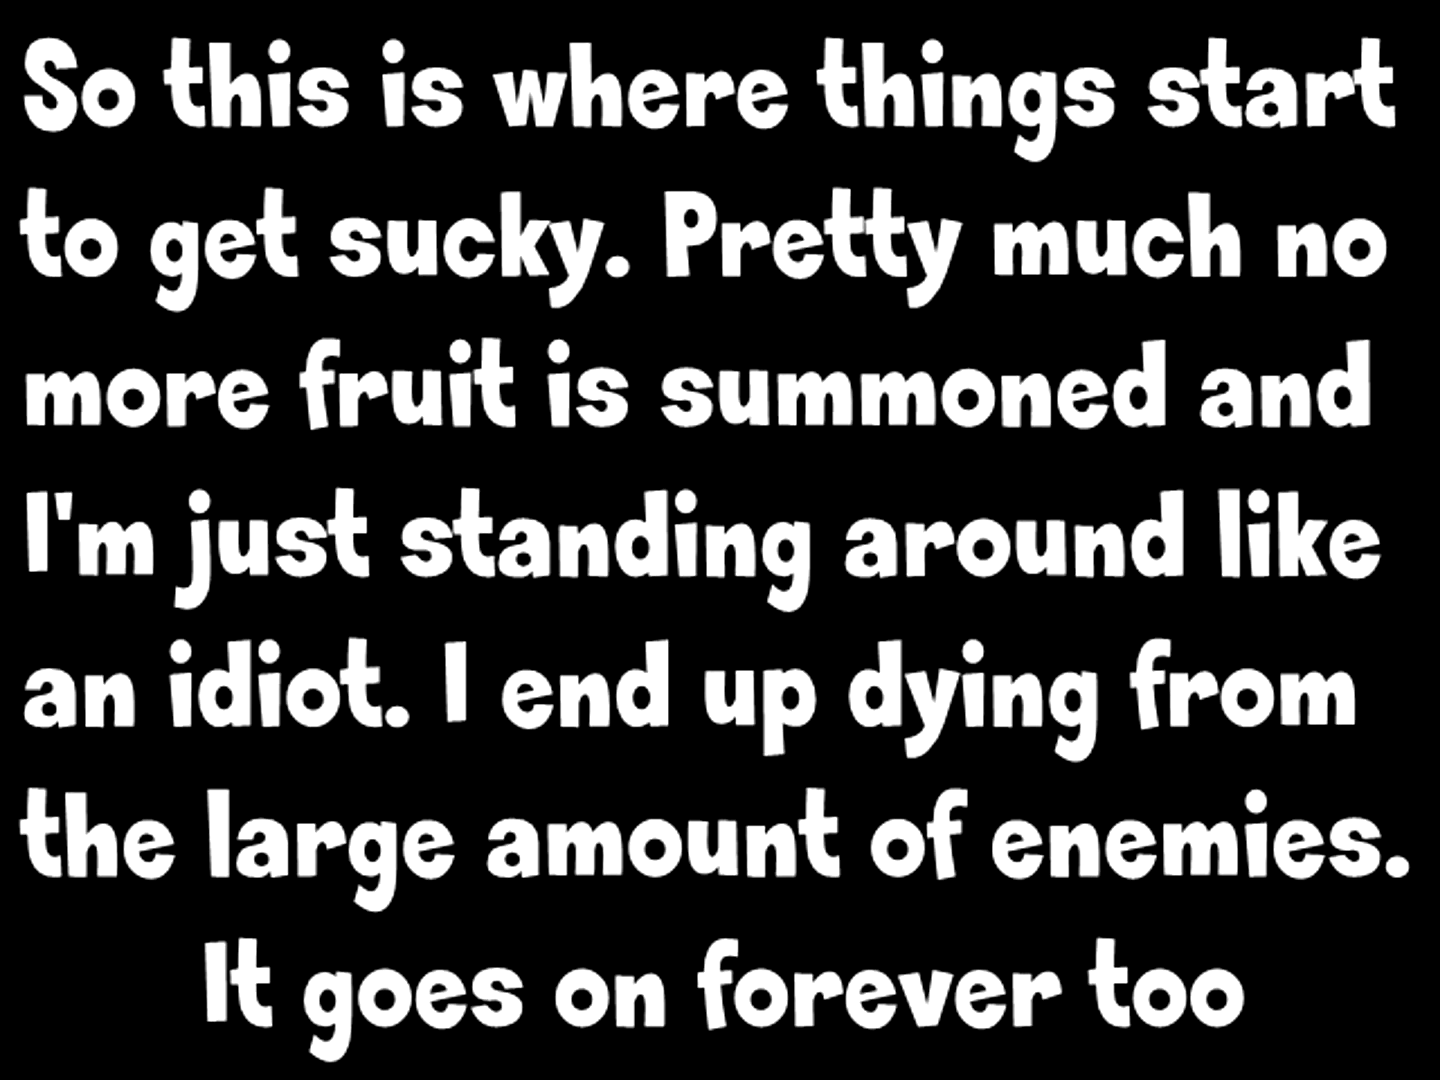 So this is where things start
to get sucky. Pretty much no
more fruit is summoned and
I'm just standing around like
an idiot. I end up dying from
the large amount of enemies.
It goes on forever too